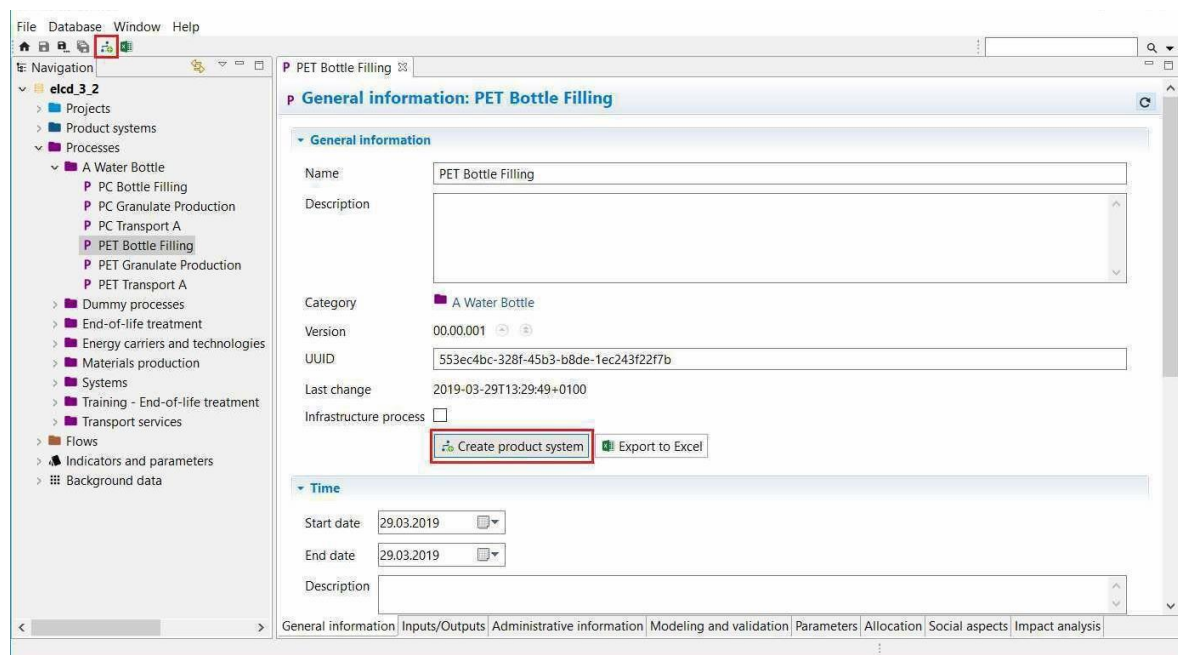 File Database Window Help
Navigation
elcd_3_2
Projects
Product systems
Processes
A Water Bottle
P PC Bottle Filling
P PC Granulate Production
P PC Transport A
P PET Bottle Filling
P PET Granulate Production
P PET Transport A
Dummy processes
End-of-life treatment
Energy carriers and technologies
Materials production
Systems
Training - End-of-life treatment
Transport services
Flows
Indicators and parameters
Background data
P PET Bottle Filling
P General information: PET Bottle Filling
General information
Name PET Bottle Filling
Description
Category A Water Bottle
Version 00.00.001
UUID 553ec4bc-328f-45b3-b8de-1ec243f22f7b
Last change 2019-03-29T13:29:49+0100
Infrastructure process
Create product system Export to Excel
Time
Start date 29.03.2019
End date 29.03.2019
Description
General information Inputs/Outputs Administrative information Modeling and validation Parameters Allocation Social aspects Impact analysis